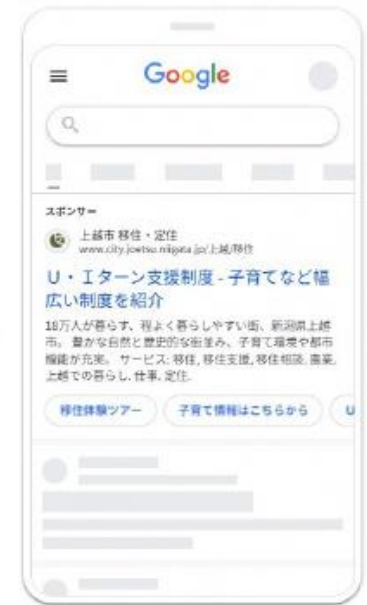 Google
スポンサー
上越市 移住・定住
www.city.joetsu.niigata.jp/上越/移住
U・Iターン支援制度 - 子育てなど幅
広い制度を紹介
18万人が暮らす、程よく暮らしやすい街、新潟県上越
市。豊かな自然と歴史的な街並み、子育て環境や都市
機能が充実。 サービス: 移住, 移住支援, 移住相談, 農業,
上越での暮らし, 仕事, 定住.
移住体験ツアー 子育て情報はこちらから U